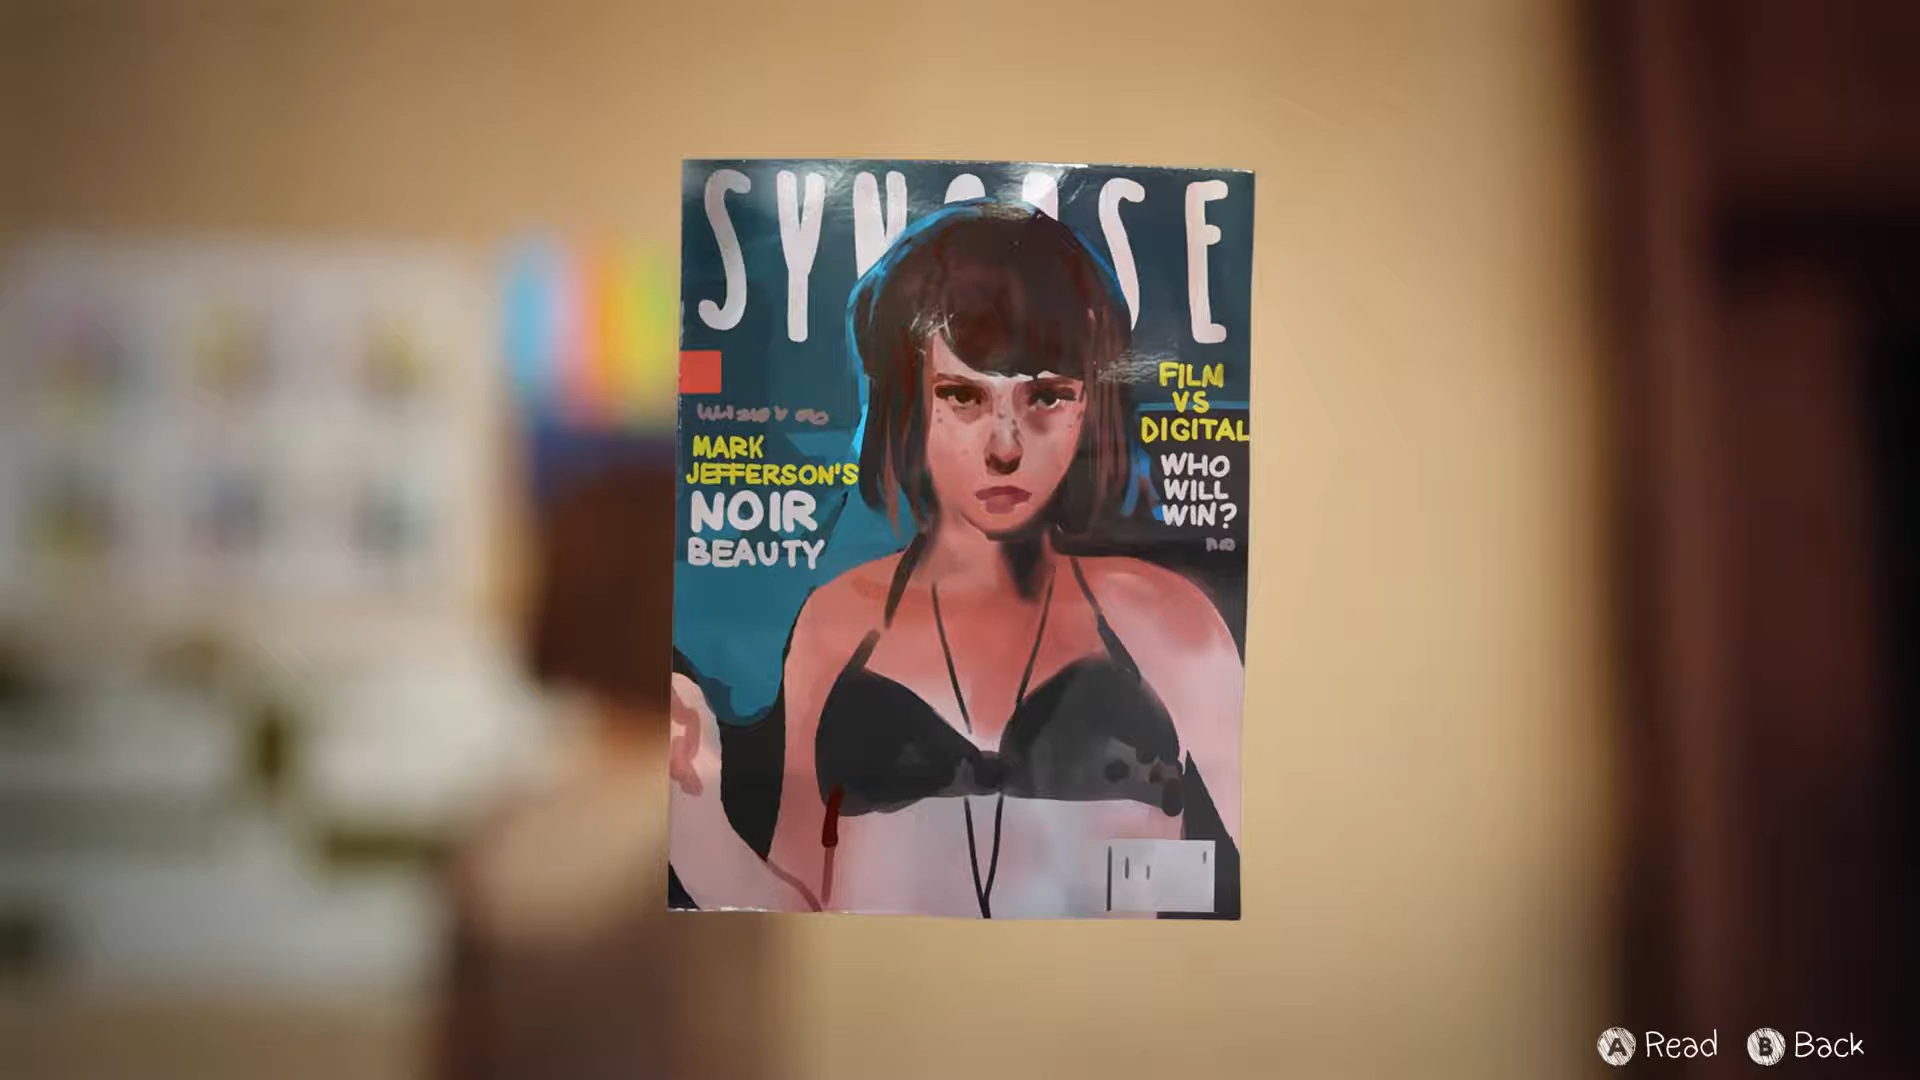 MARK
JEFFERSON'S
NOIR
BEAUTY
FILM
VS
DIGITAL
WHO
WILL
WIN?
A Read B Back